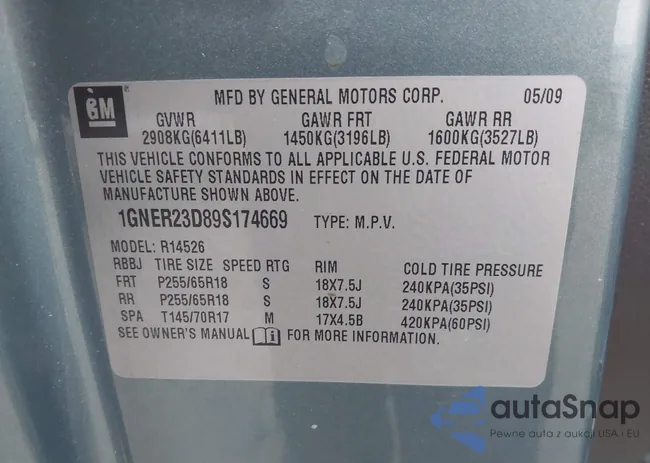 GM
MFD BY GENERAL MOTORS CORP. 05/09
GVWR GAWR FRT GAWR RR
2908KG(6411LB) 1450KG(3196LB) 1600KG(3527LB)
THIS VEHICLE CONFORMS TO ALL APPLICABLE U.S. FEDERAL MOTOR
VEHICLE SAFETY STANDARDS IN EFFECT ON THE DATE OF
MANUFACTURE SHOWN ABOVE.
1GNER23D89S174669 TYPE: M.P.V.
MODEL: R14526
RBBJ TIRE SIZE SPEED RTG RIM COLD TIRE PRESSURE
FRT P255/65R18 S 18X7.5J 240KPA(35PSI)
RR P255/65R18 S 18X7.5J 240KPA(35PSI)
SPA T145/70R17 M 17X4.5B 420KPA(60PSI)
SEE OWNER'S MANUAL FOR MORE INFORMATION.
autaSnap
Pewne auta z aukcji USA i EU